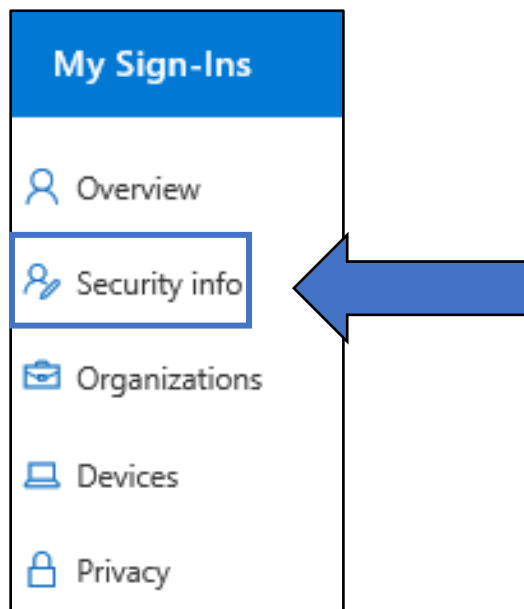 My Sign-Ins
Overview
Security info
Organizations
Devices
Privacy